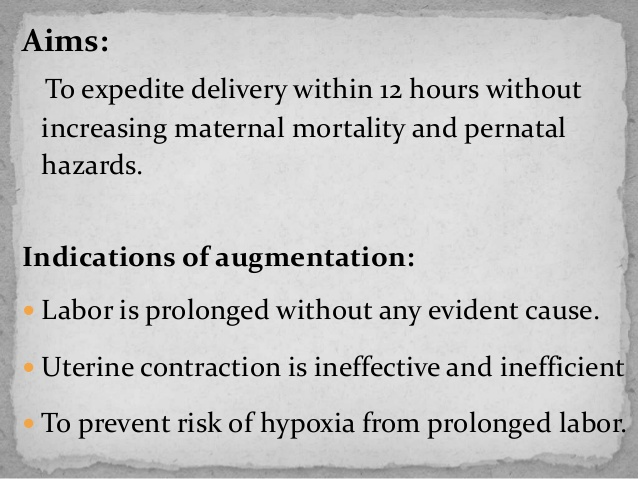 Aims:
To expedite delivery within 12 hours without
increasing maternal mortality and pernatal
hazards.
Indications of augmentation:
• Labor is prolonged without any evident cause.
• Uterine contraction is ineffective and inefficient
• To prevent risk of hypoxia from prolonged labor.